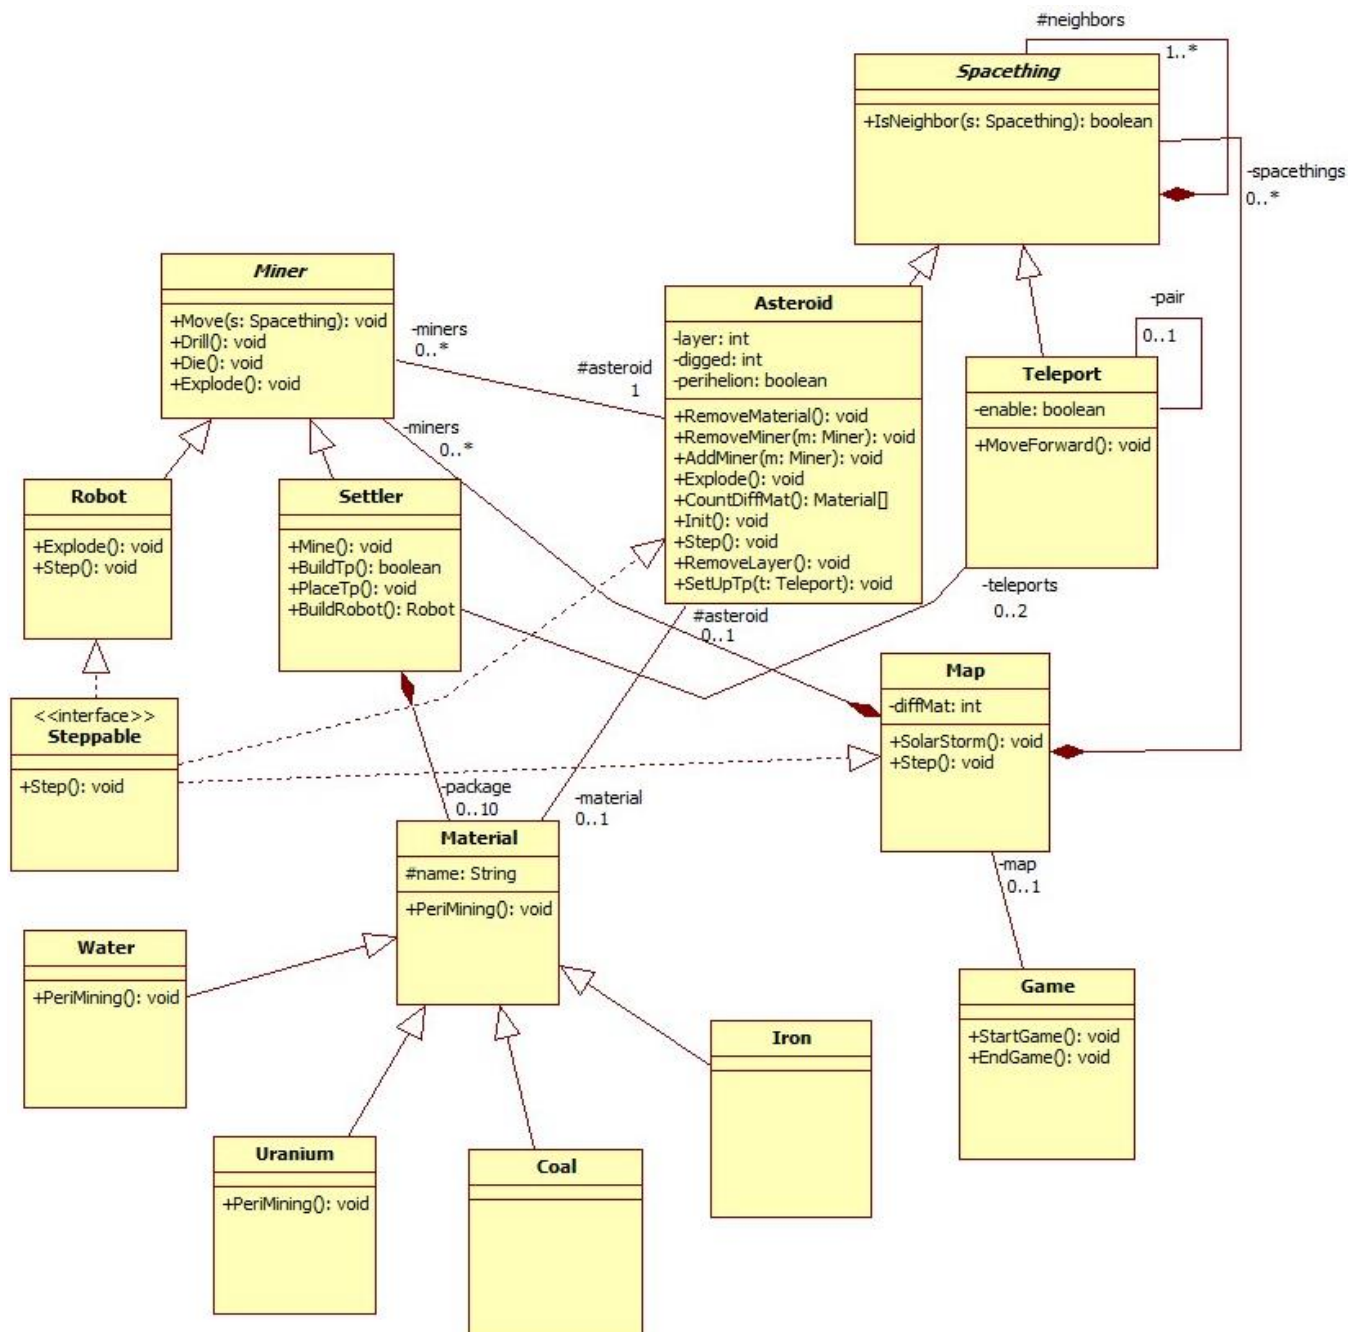 #neighbors
1..*
Spacething
+IsNeighbor(s: Spacething): boolean
-spacethings
0..*
Miner
+Move(s: Spacething): void
+Drill(): void
+Die(): void
+Explode(): void
-miners
0..*
#asteroid
1
Asteroid
-layer: int
-digged: int
-perihelion: boolean
+RemoveMaterial(): void
+RemoveMiner(m: Miner): void
+AddMiner(m: Miner): void
+Explode(): void
+CountDiffMat(): Material[]
+Init(): void
+Step(): void
+RemoveLayer(): void
+SetUpTp(t: Teleport): void
-pair
0..1
Teleport
-enable: boolean
+MoveForward(): void
-miners
0..*
Robot
+Explode(): void
+Step(): void
Settler
+Mine(): void
+BuildTp(): boolean
+PlaceTp(): void
+BuildRobot(): Robot
-teleports
0..2
#asteroid
0..1
Map
-diffMat: int
+SolarStorm(): void
+Step(): void
<<interface>>
Steppable
+Step(): void
-package
0..10
-material
0..1
Material
#name: String
+PeriMining(): void
-map
0..1
Water
+PeriMining(): void
Game
+StartGame(): void
+EndGame(): void
Iron
Uranium
+PeriMining(): void
Coal